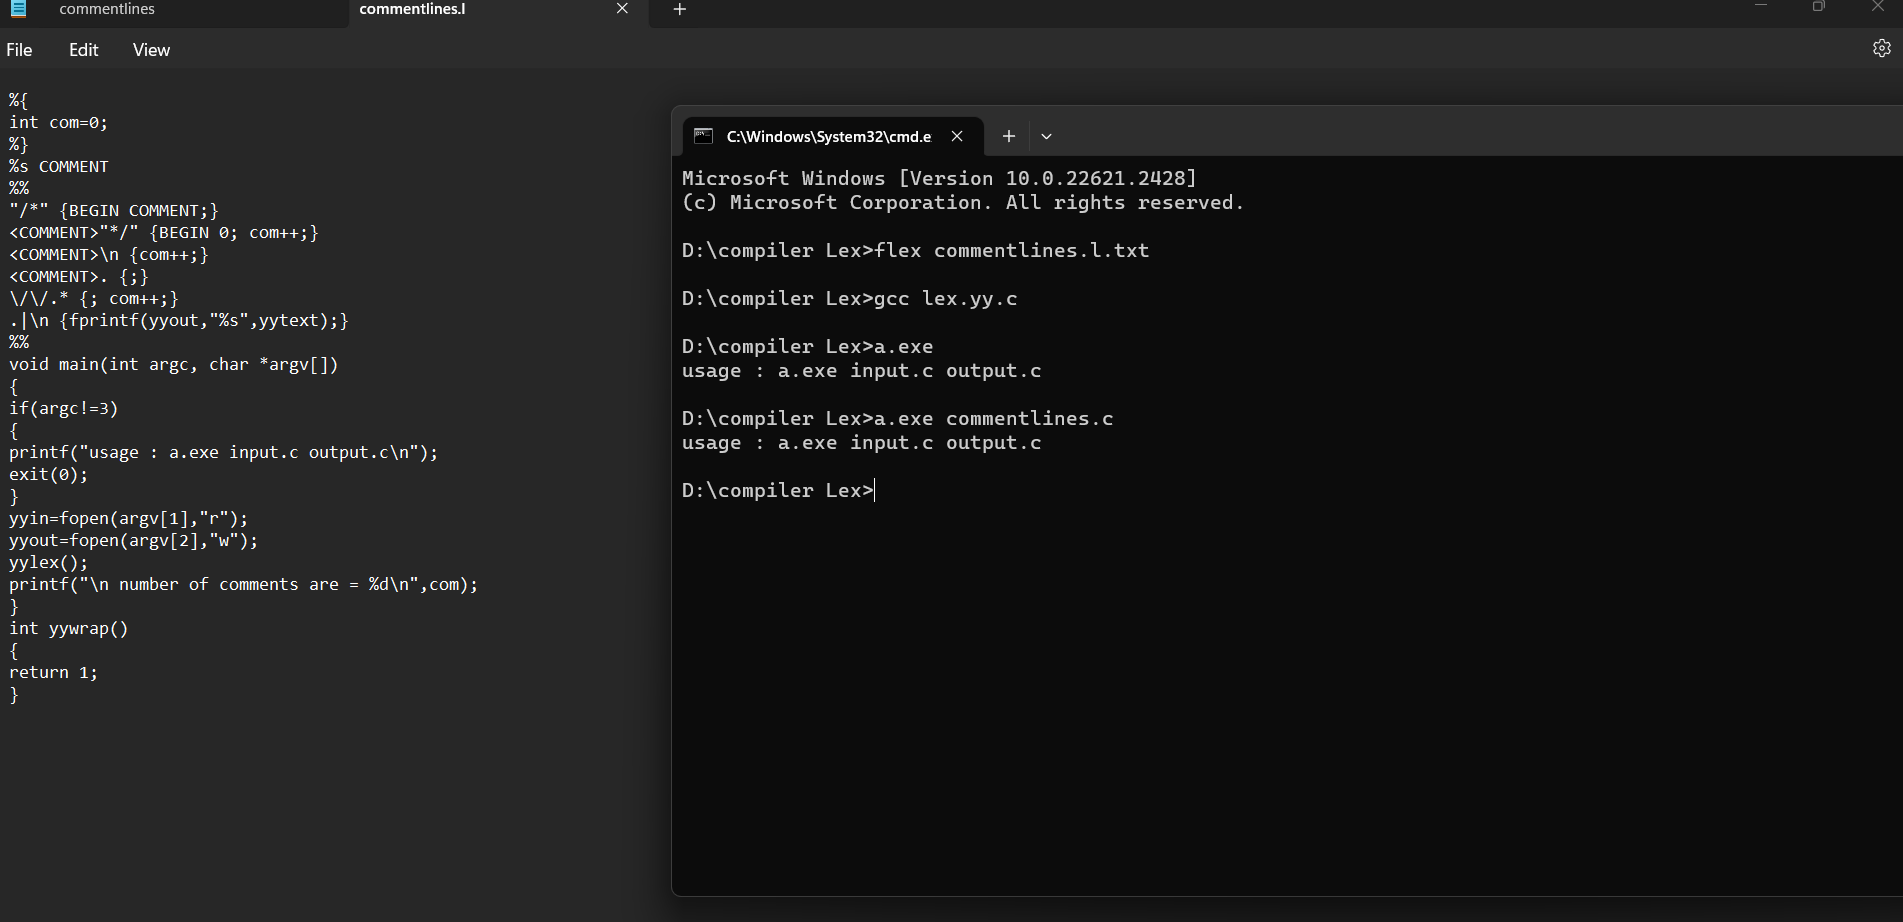 commentlines
commentlines.l
File Edit View
%{
int com=0;
%}
%s COMMENT
%%
"/*" {BEGIN COMMENT;}
<COMMENT>"*/" {BEGIN 0; com++;}
<COMMENT>\n {com++;}
<COMMENT>. {;}
\/\/.* {; com++;}
.|\n {fprintf(yyout,"%s",yytext);}
%%
void main(int argc, char *argv[])
{
if(argc!=3)
{
printf("usage : a.exe input.c output.c\n");
exit(0);
}
yyin=fopen(argv[1],"r");
yyout=fopen(argv[2],"w");
yylex();
printf("\n number of comments are = %d\n",com);
}
int yywrap()
{
return 1;
}
C:\Windows\System32\cmd.e
Microsoft Windows [Version 10.0.22621.2428]
(c) Microsoft Corporation. All rights reserved.
D:\compiler Lex>flex commentlines.l.txt
D:\compiler Lex>gcc lex.yy.c
D:\compiler Lex>a.exe
usage : a.exe input.c output.c
D:\compiler Lex>a.exe commentlines.c
usage : a.exe input.c output.c
D:\compiler Lex>